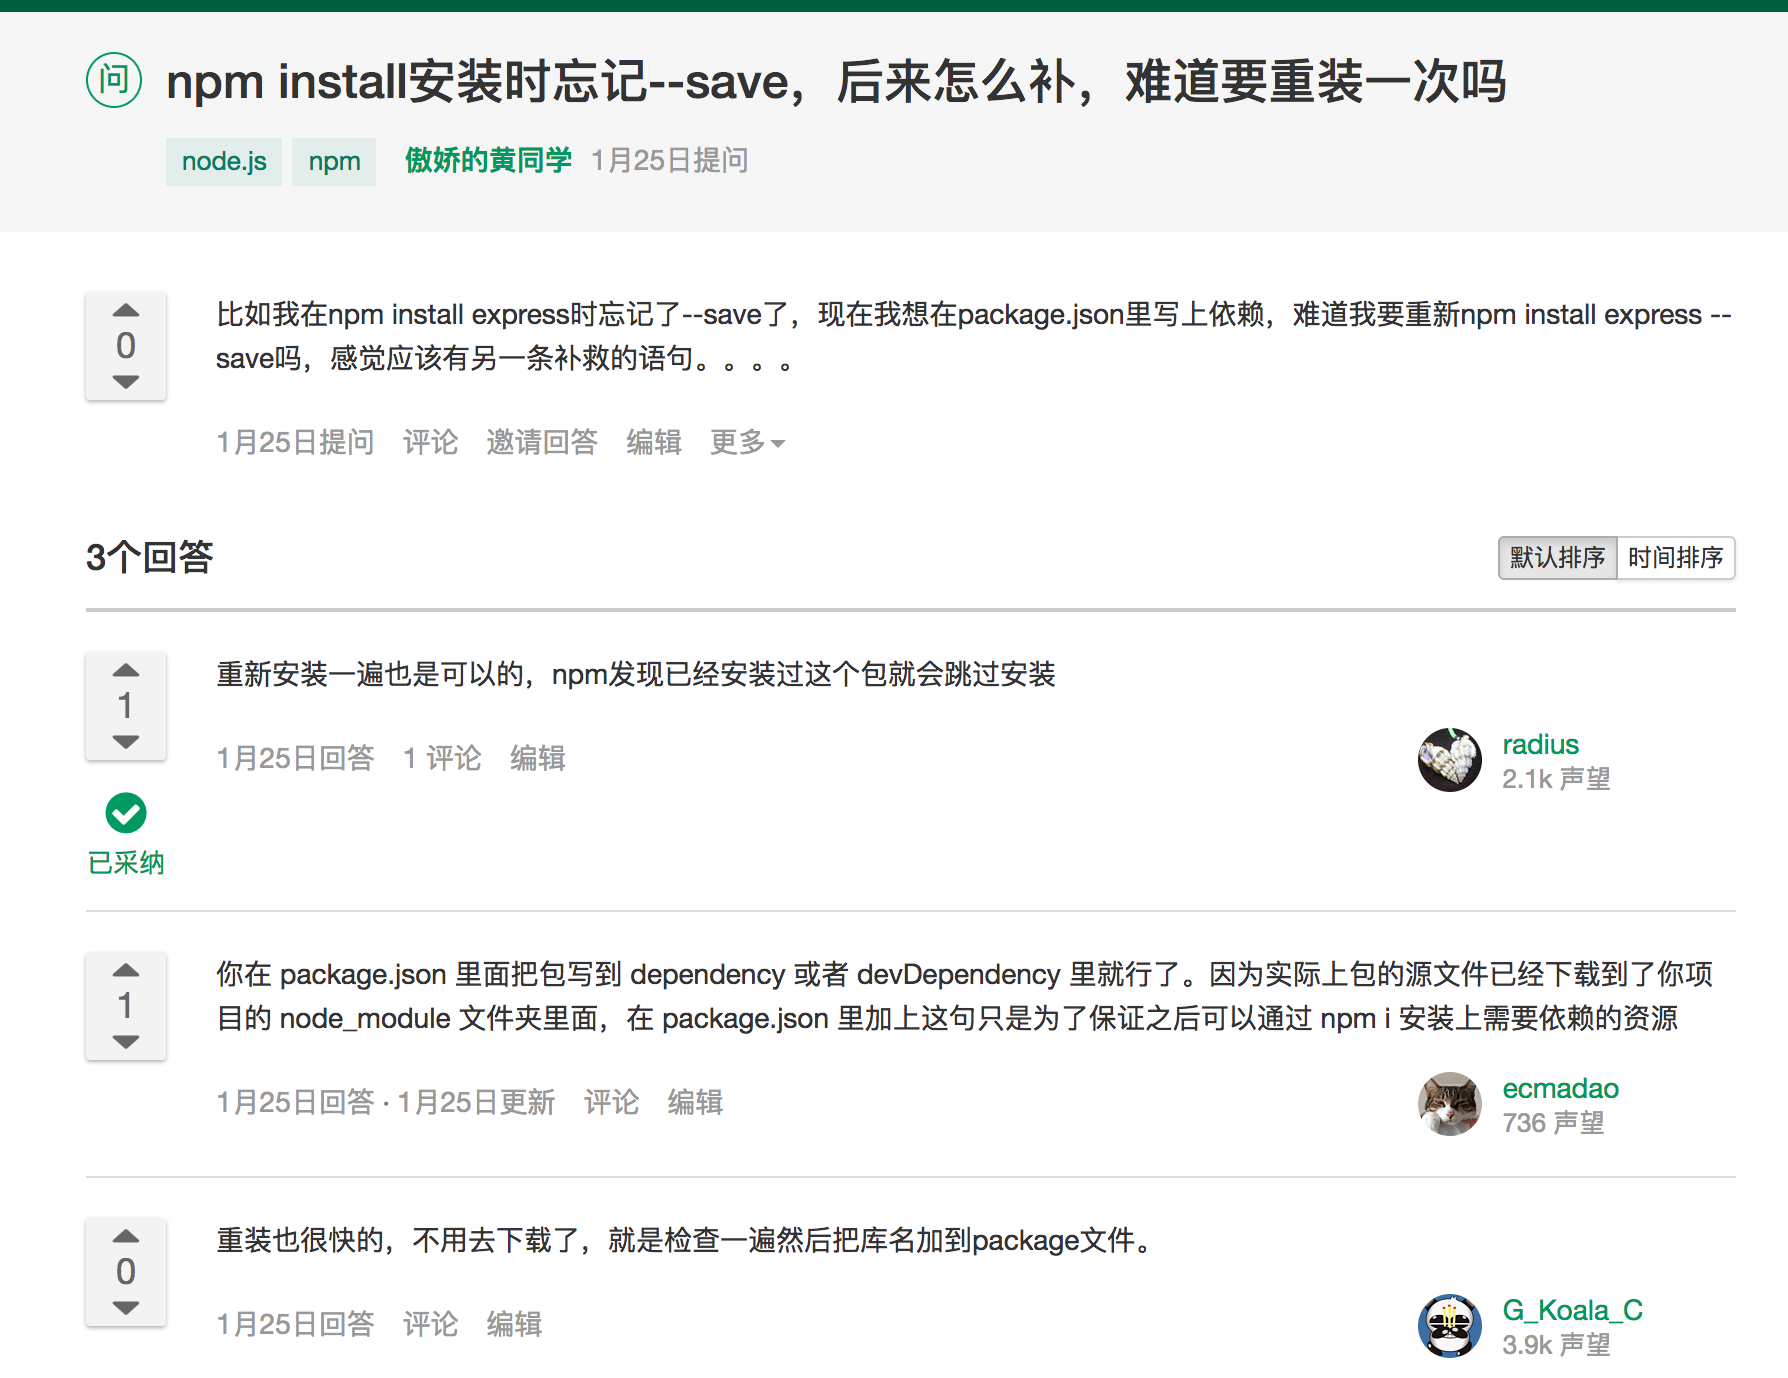 问 npm install安装时忘记--save，后来怎么补，难道要重装一次吗
node.js npm 傲娇的黄同学 1月25日提问
0
比如我在npm install express时忘记了--save了，现在我想在package.json里写上依赖，难道我要重新npm install express --
save吗，感觉应该有另一条补救的语句。。。。
1月25日提问 评论 邀请回答 编辑 更多
3个回答
默认排序 时间排序
1
重新安装一遍也是可以的，npm发现已经安装过这个包就会跳过安装
1月25日回答 1 评论 编辑
radius
2.1k 声望
已采纳
1
你在 package.json 里面把包写到 dependency 或者 devDependency 里就行了。因为实际上包的源文件已经下载到了你项
目的 node_module 文件夹里面，在 package.json 里加上这句只是为了保证之后可以通过 npm i 安装上需要依赖的资源
1月25日回答 · 1月25日更新 评论 编辑
ecmadao
736 声望
0
重装也很快的，不用去下载了，就是检查一遍然后把库名加到package文件。
1月25日回答 评论 编辑
G_Koala_C
3.9k 声望